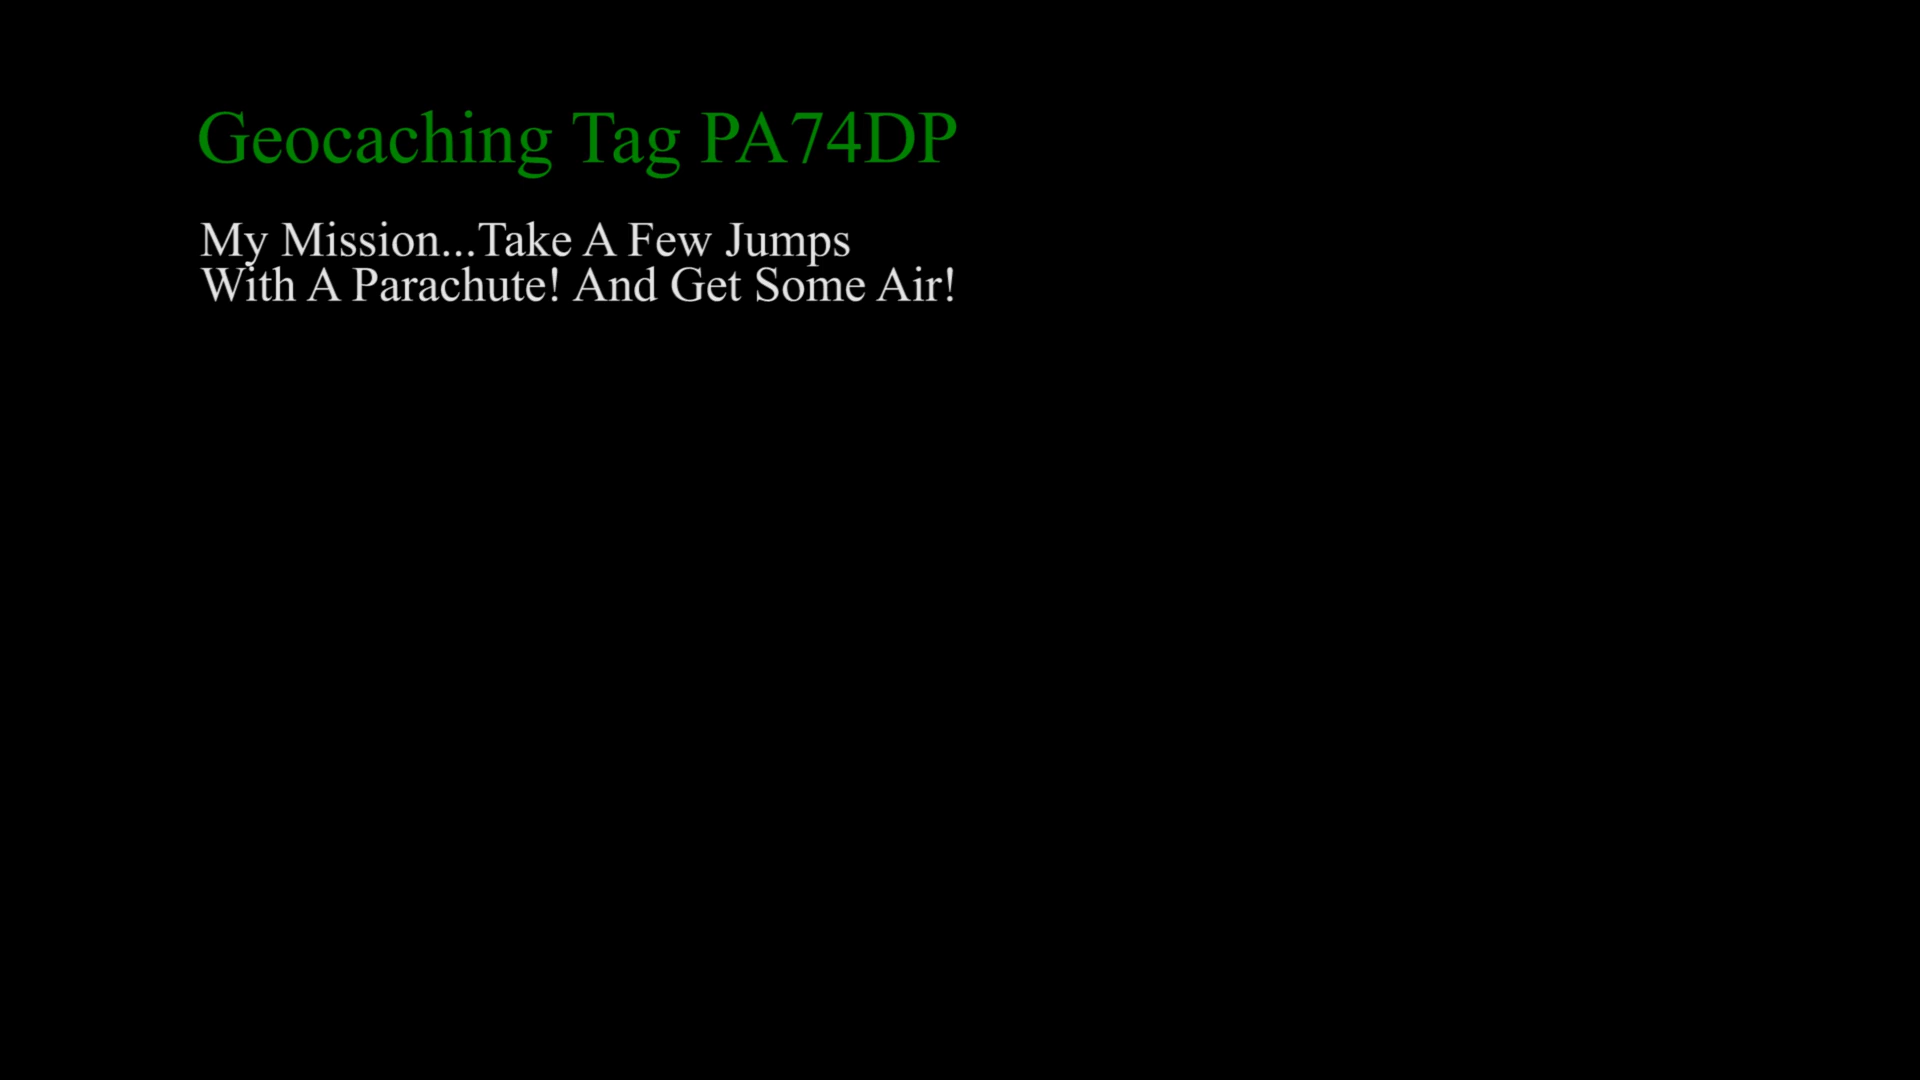 Geocaching Tag PA74DP
My Mission...Take A Few Jumps
With A Parachute! And Get Some Air!